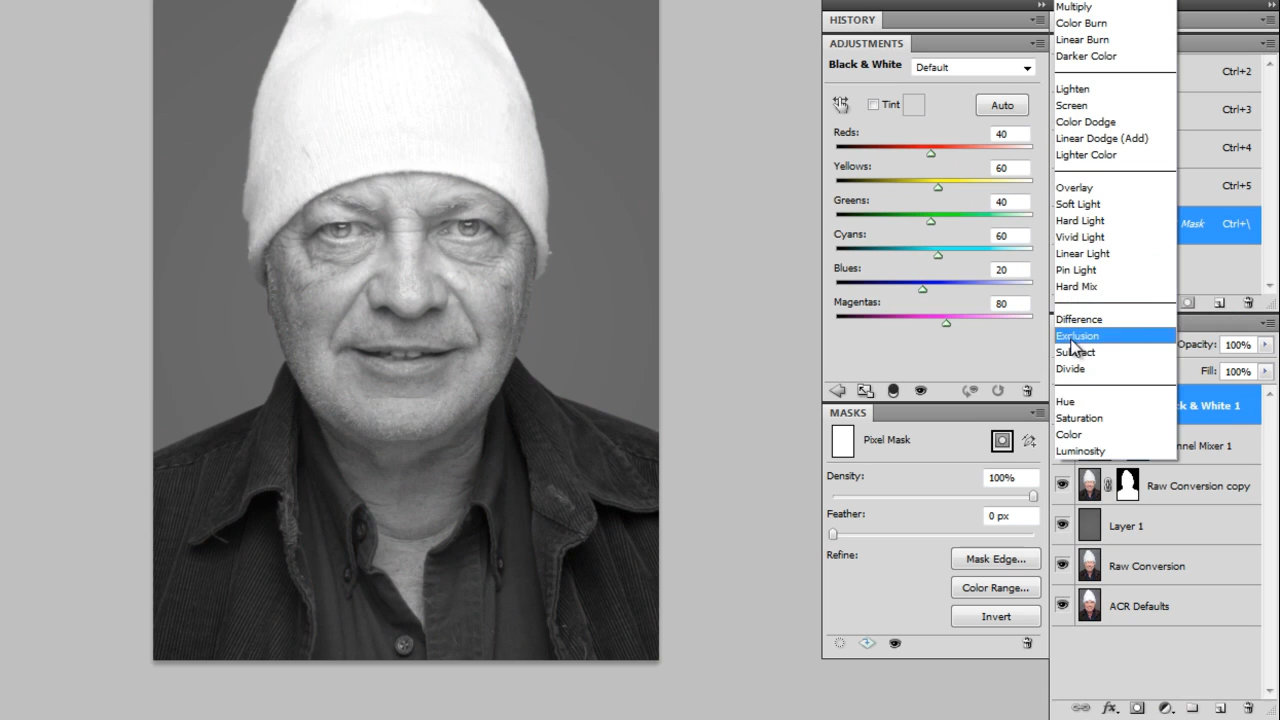 HISTORY
ADJUSTMENTS
Black & White
Default
Tint
Auto
Reds:
40
Yellows:
60
Greens:
40
Cyans:
60
Blues:
20
Magentas:
80
MASKS
Pixel Mask
Density:
100%
Feather:
0 px
Refine:
Mask Edge...
Color Range...
Invert
Multiply
Color Burn
Linear Burn
Darker Color
Lighten
Screen
Color Dodge
Linear Dodge (Add)
Lighter Color
Overlay
Soft Light
Hard Light
Vivid Light
Linear Light
Pin Light
Hard Mix
Difference
Exclusion
Subtract
Divide
Hue
Saturation
Color
Luminosity
Ctrl+2
Ctrl+3
Ctrl+4
Ctrl+5
Mask Ctrl+\
Opacity: 100%
Fill: 100%
ck & White 1
nnel Mixer 1
Raw Conversion copy
Layer 1
Raw Conversion
ACR Defaults
fx